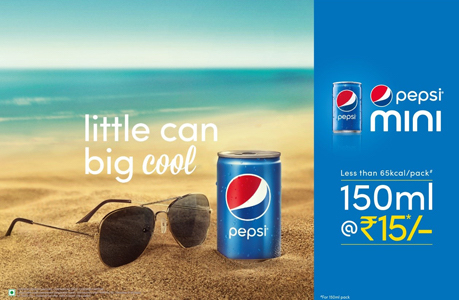 little can
big cool
pepsi
pepsi
pepsi
mini
Less than 65kcal/pack#
150ml
@₹15*/-
*For 150ml pack